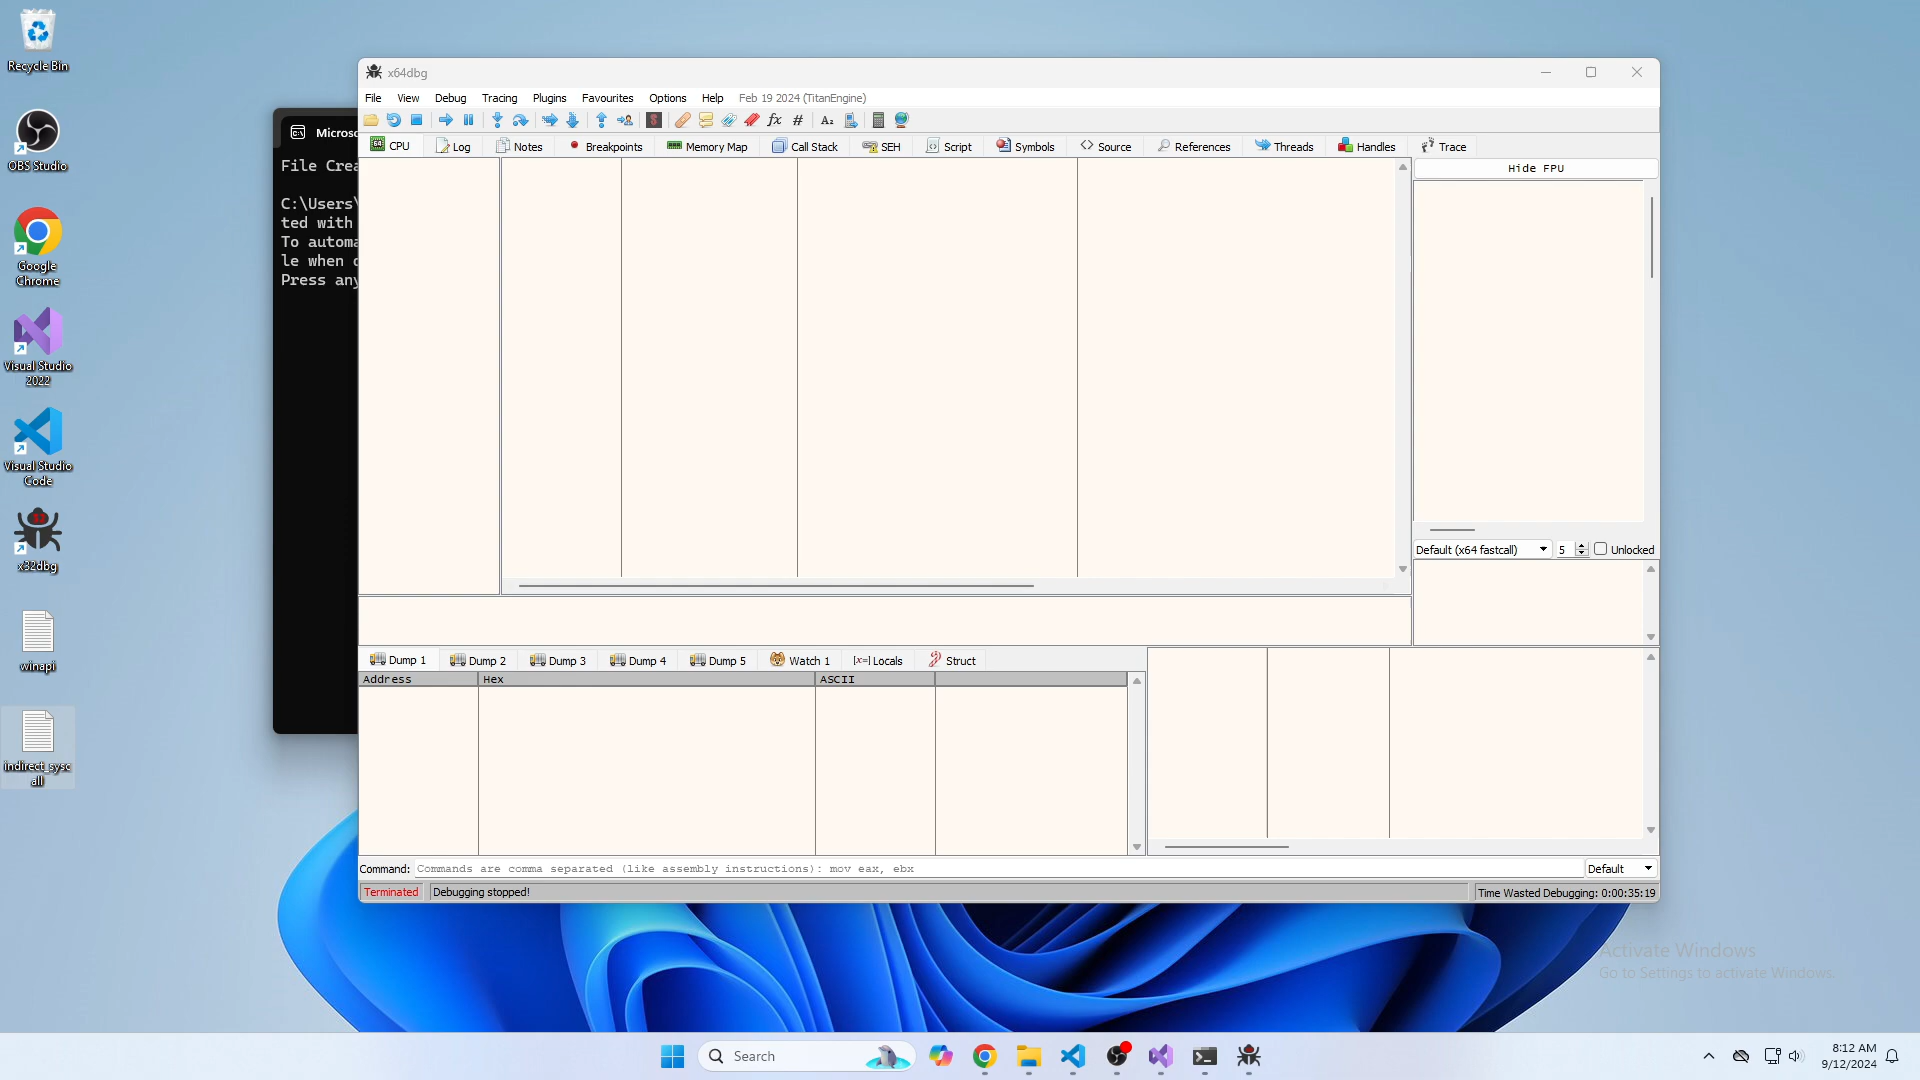 Recycle Bin
OBS Studio
Google
Chrome
Visual Studio
2022
Visual Studio
Code
x32dbg
winapi
indirect_sysc
all
Microso
File Crea
C:\Users\
ted with
To automa
le when
Press any
x64dbg
File View Debug Tracing Plugins Favourites Options Help Feb 19 2024 (TitanEngine)
CPU Log Notes Breakpoints Memory Map Call Stack SEH Script Symbols Source References Threads Handles Trace
Hide FPU
Default (x64 fastcall) 5 Unlocked
Dump 1 Dump 2 Dump 3 Dump 4 Dump 5 Watch 1 [x=] Locals Struct
Address Hex ASCII
Command: Commands are comma separated (like assembly instructions): mov eax, ebx Default
Terminated Debugging stopped! Time Wasted Debugging: 0:00:35:19
Activate Windows
Go to Settings to activate Windows.
Search
8:12 AM
9/12/2024